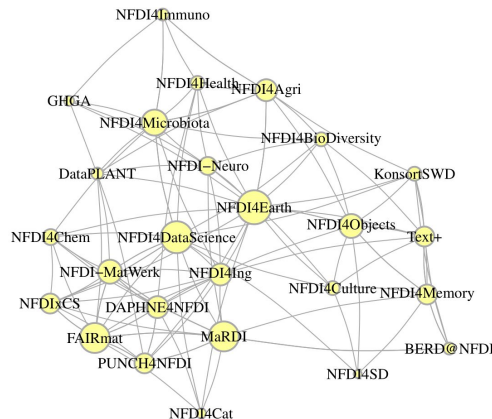 NFDI4Immuno
NFDI4Health
NFDI4Agri
GHGA
NFDI4Microbiota
NFDI4BioDiversity
NFDI-Neuro
DataPLANT
KonsortSWD
NFDI4Earth
NFDI4Objects
NFDI4Chem
NFDI4DataScience
Text+
NFDI-MatWerk
NFDI4Ing
NFDI4Culture
NFDI4Memory
NFDIxCS
DAPHNE4NFDI
FAIRmat
MaRDI
BERD@NFDI
PUNCH4NFDI
NFDI4SD
NFDI4Cat